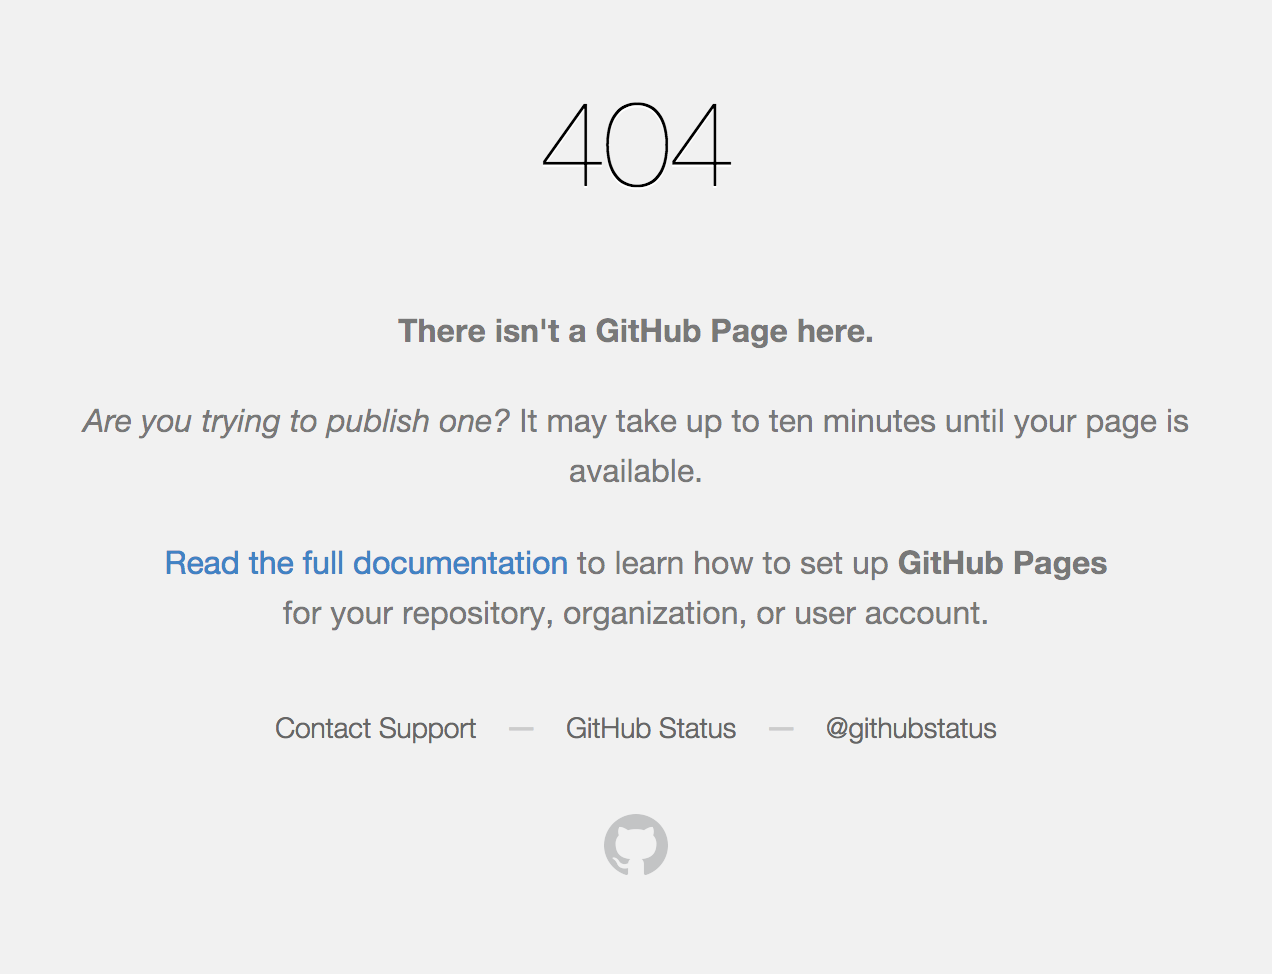 404
There isn't a GitHub Page here.
Are you trying to publish one? It may take up to ten minutes until your page is
available.
Read the full documentation to learn how to set up GitHub Pages
for your repository, organization, or user account.
Contact Support — GitHub Status — @githubstatus